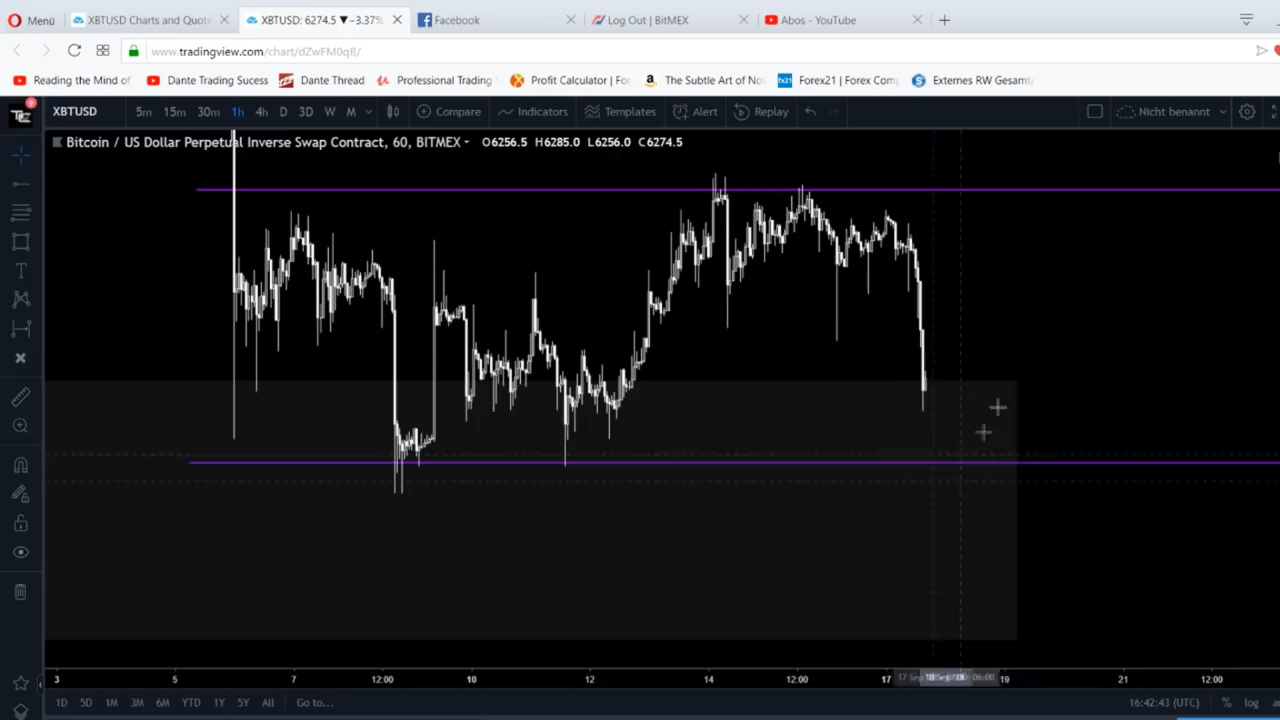 Menü XBTUSD Charts and Quote XBTUSD: 6274.5 ▼ −3.37% Facebook Log Out | BitMEX Abos - YouTube
www.tradingview.com/chart/dZwFM0qB/
Reading the Mind of Dante Trading Sucess Dante Thread Professional Trading Profit Calculator | For The Subtle Art of No Forex21 | Forex Com Externes RW Gesamt
9 XBTUSD 5m 15m 30m 1h 4h D 3D W M Compare Indicators Templates Alert Replay Nicht benannt
Bitcoin / US Dollar Perpetual Inverse Swap Contract, 60, BITMEX O6256.5 H6285.0 L6256.0 C6274.5
3 5 7 12:00 10 12 14 12:00 17 17 Sep 19 21 12:00
1D 5D 1M 3M 6M YTD 1Y 5Y All Go to... 16:42:43 (UTC) % log